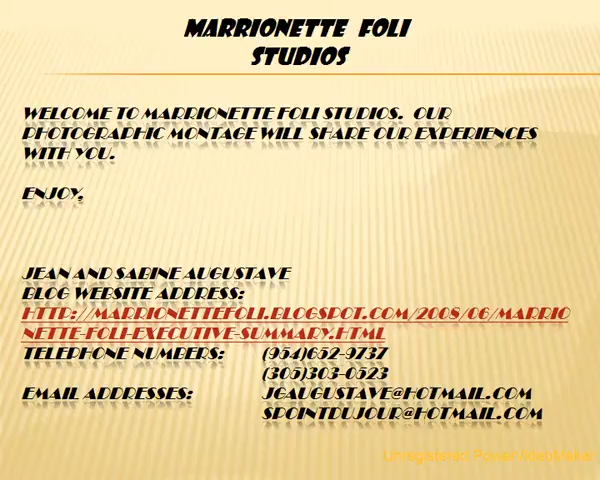 MARRIONETTE FOLI
STUDIOS
WELCOME TO MARRIONETTE FOLI STUDIOS. OUR
PHOTOGRAPHIC MONTAGE WILL SHARE OUR EXPERIENCES
WITH YOU.
ENJOY,
JEAN AND SABINE AUGUSTAVE
BLOG WEBSITE ADDRESS:
HTTP://MARRIONETTEFOLI.BLOGSPOT.COM/2008/06/MARRIO
NETTE-FOLI-EXECUTIVE-SUMMARY.HTML
TELEPHONE NUMBERS: (954)652-9737
(305)303-0523
EMAIL ADDRESSES: JGAUGUSTAVE@HOTMAIL.COM
SPOINTDUJOUR@HOTMAIL.COM
Unregistered PowerVideoMaker